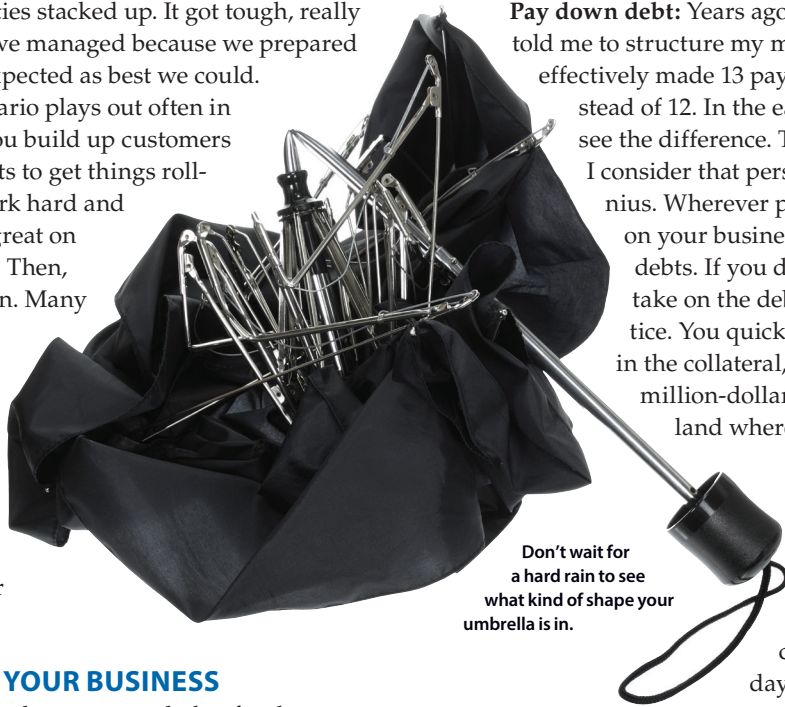 ties stacked up. It got tough, really
ve managed because we prepared
xpected as best we could.
ario plays out often in
ou build up customers
ts to get things roll-
rk hard and
great on
Then,
n. Many
r
YOUR BUSINESS
Pay down debt: Years ago
told me to structure my m
effectively made 13 pay
stead of 12. In the ea
see the difference. T
I consider that pers
nius. Wherever p
on your busine
debts. If you d
take on the deb
tice. You quick
in the collateral,
million-dollar
land where
day
Don’t wait for
a hard rain to see
what kind of shape your
umbrella is in.